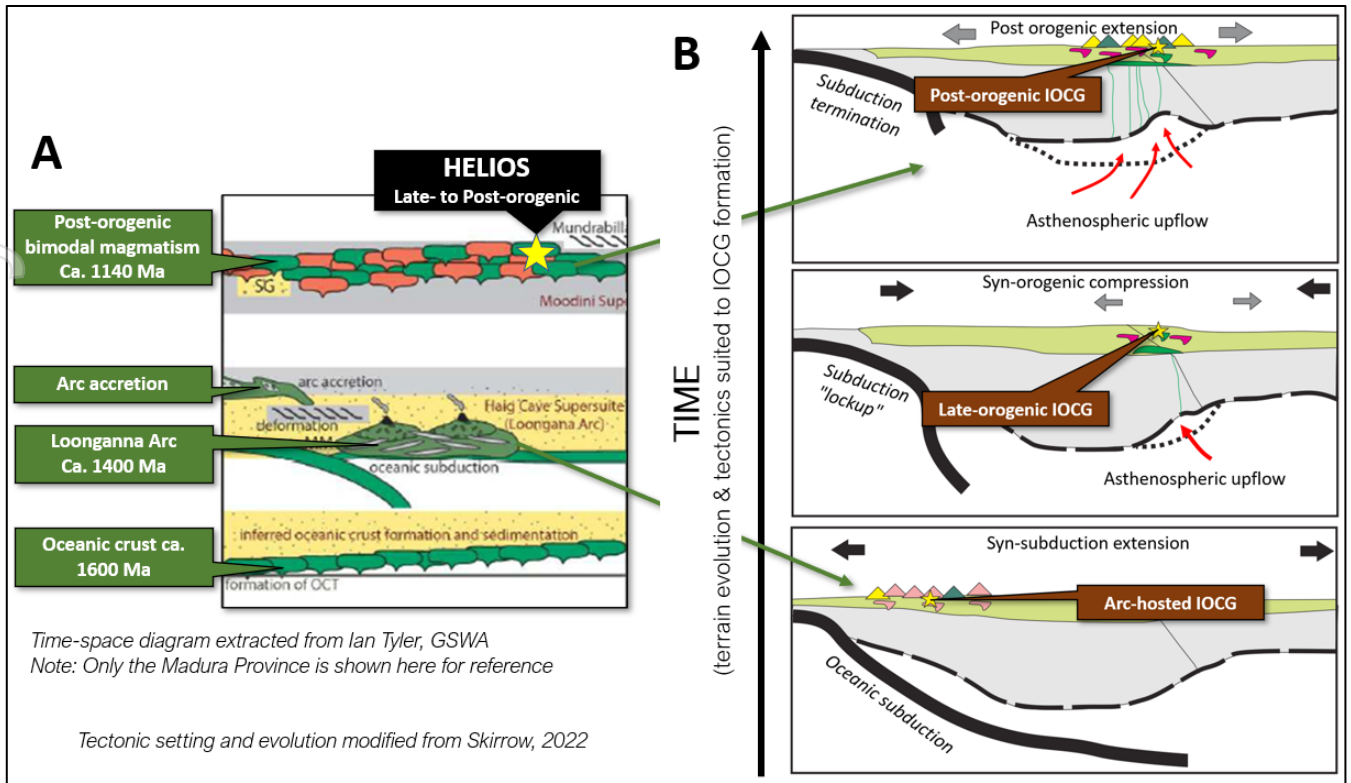 A
HELIOS
Late- to Post-orogenic
Post-orogenic
bimodal magmatism
Ca. 1140 Ma
Mundrabilla
SG
Moodini Sup
Arc accretion
arc accretion
Haig Cave Supersuite
(Loongana Arc)
deformation
MM
Loonganna Arc
Ca. 1400 Ma
oceanic subduction
Oceanic crust ca.
1600 Ma
inferred oceanic crust formation and sedimentation
formation of OCT
Time-space diagram extracted from Ian Tyler, GSWA
Note: Only the Madura Province is shown here for reference
Tectonic setting and evolution modified from Skirrow, 2022
B
TIME
(terrain evolution & tectonics suited to IOCG formation)
Post orogenic extension
Subduction
termination
Post-orogenic IOCG
Asthenospheric upflow
Syn-orogenic compression
Subduction
"lockup"
Late-orogenic IOCG
Asthenospheric upflow
Syn-subduction extension
Arc-hosted IOCG
Oceanic subduction